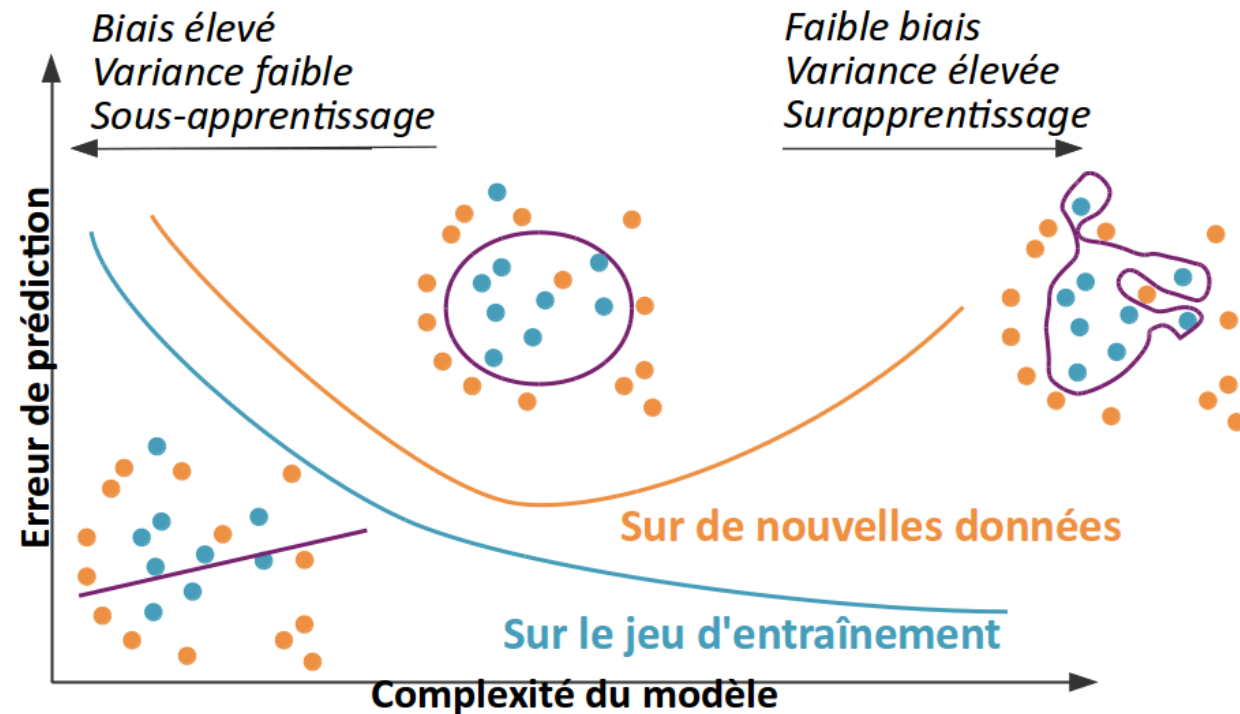 Biais élevé
Variance faible
Sous-apprentissage
Faible biais
Variance élevée
Surapprentissage
Erreur de prédiction
Sur de nouvelles données
Sur le jeu d'entraînement
Complexité du modèle